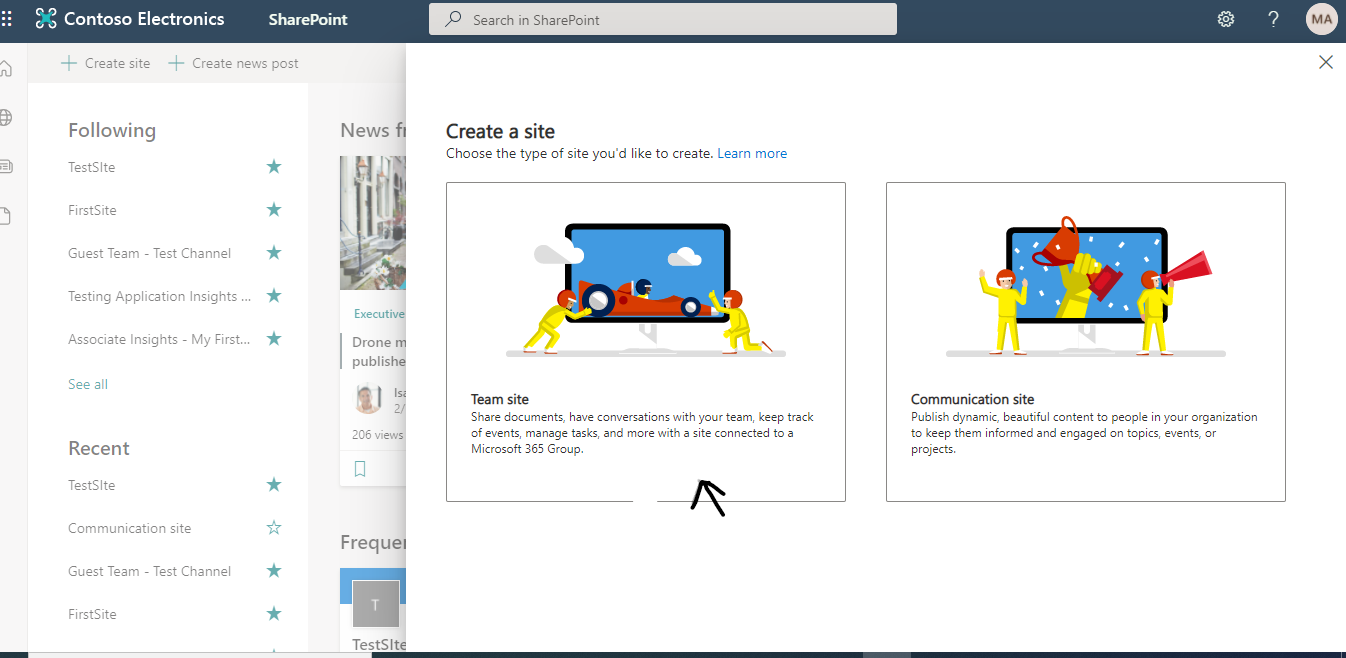 Contoso Electronics
SharePoint
Search in SharePoint
MA
Create site
Create news post
Following
TestSIte
FirstSite
Guest Team - Test Channel
Testing Application Insights ...
Associate Insights - My First...
See all
Recent
TestSIte
Communication site
Guest Team - Test Channel
FirstSite
News fr
Executive
Drone m
publishe
Isa
2/
206 views
Frequen
T
TestSIte
Create a site
Choose the type of site you'd like to create. Learn more
Team site
Share documents, have conversations with your team, keep track
of events, manage tasks, and more with a site connected to a
Microsoft 365 Group.
Communication site
Publish dynamic, beautiful content to people in your organization
to keep them informed and engaged on topics, events, or
projects.